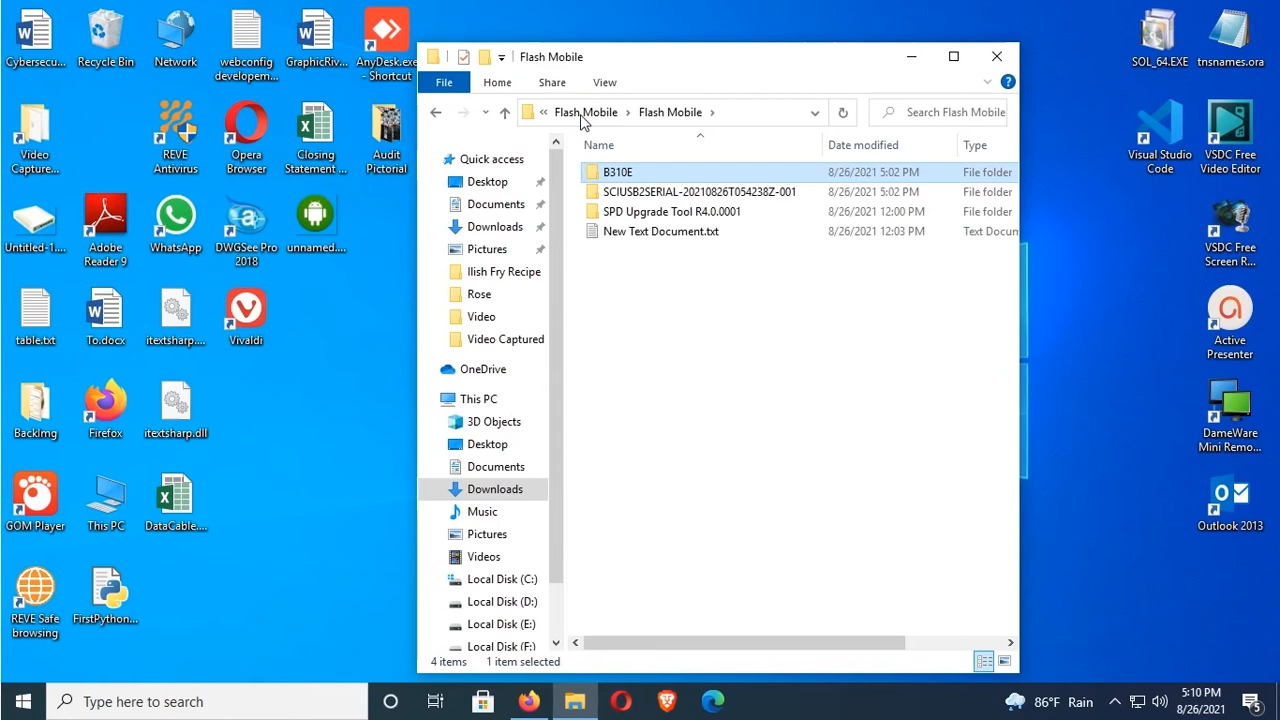 Cybersecu...
Recycle Bin
Network
webconfig
developem...
GraphicRiv...
AnyDesk.exe
- Shortcut
Video
Capture...
REVE
Antivirus
Opera
Browser
Closing
Statement ...
Audit
Pictonal
Untitled-1....
Adobe
Reader 9
WhatsApp
DWGSee Pro
2018
unnamed....
table.txt
To.docx
itextsharp....
Vivaldi
BackImg
Firefox
itextsharp.dll
GOM Player
This PC
DataCable....
REVE Safe
browsing
FirstPython...
Flash Mobile
File
Home
Share
View
Flash Mobile
Flash Mobile
Search Flash Mobile
Name
Date modified
Type
B310E
8/26/2021 5:02 PM
File folder
SCIUSB2SERIAL-20210826T054238Z-001
8/26/2021 5:02 PM
File folder
SPD Upgrade Tool R4.0.0001
8/26/2021 12:00 PM
File folder
New Text Document.txt
8/26/2021 12:03 PM
Text Docun
Quick access
Desktop
Documents
Downloads
Pictures
Ilish Fry Recipe
Rose
Video
Video Captured
OneDrive
This PC
3D Objects
Desktop
Documents
Downloads
Music
Pictures
Videos
Local Disk (C:)
Local Disk (D:)
Local Disk (E:)
Local Disk (F:)
4 items
1 item selected
SOL_64.EXE
tnsnames.ora
Visual Studio
Code
VSDC Free
Video Editor
VSDC Free
Screen R...
Active
Presenter
DameWare
Mini Remo...
Outlook 2013
Type here to search
86°F Rain
5:10 PM
8/26/2021
5